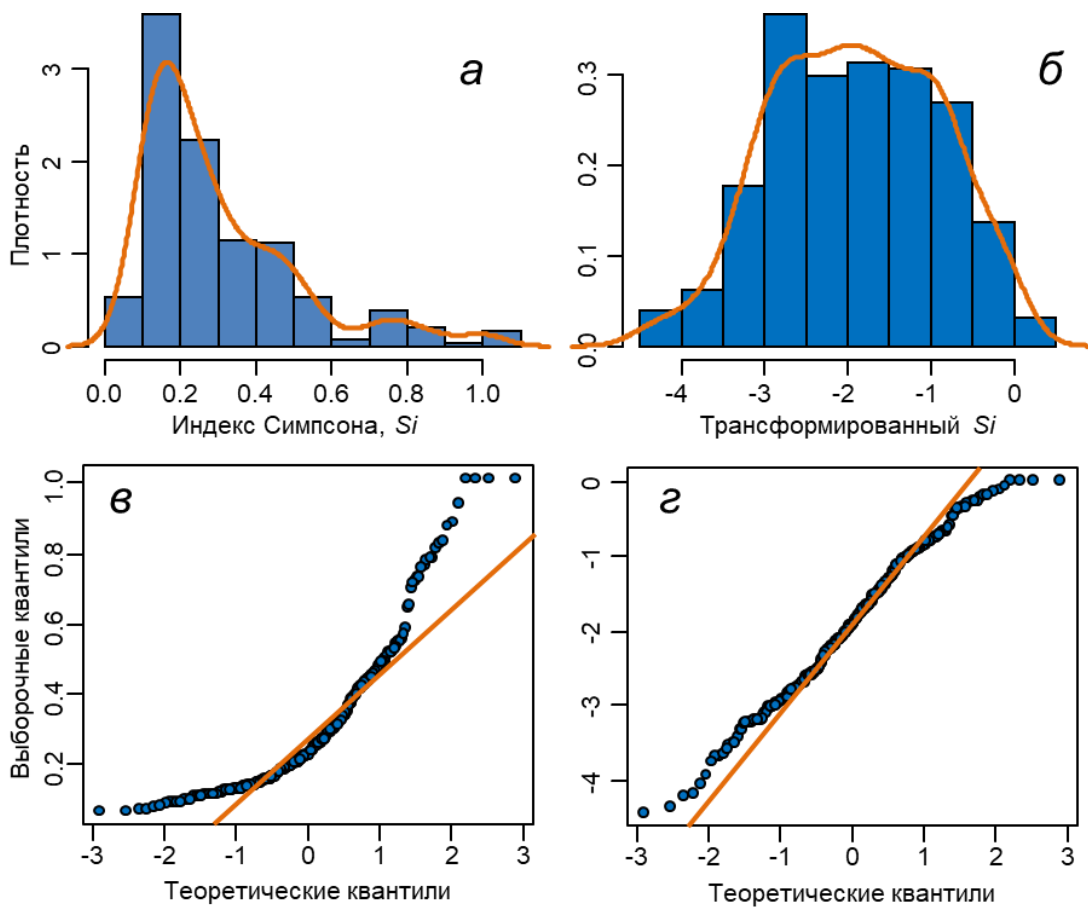 а
Плотность
0 1 2 3
0.0 0.2 0.4 0.6 0.8 1.0
Индекс Симпсона, Si
б
0.0 0.1 0.2 0.3
-4 -3 -2 -1 0
Трансформированный Si
в
Выборочные квантили
0.2 0.4 0.6 0.8 1.0
-3 -2 -1 0 1 2 3
Теоретические квантили
г
-4 -3 -2 -1 0
-3 -2 -1 0 1 2 3
Теоретические квантили